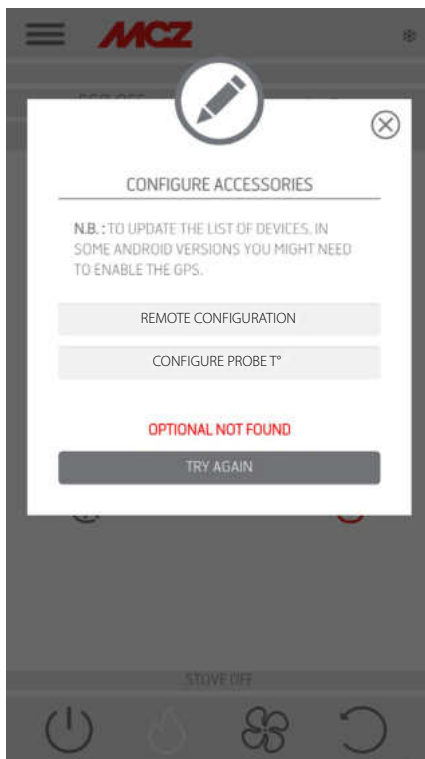 MCZ
CONFIGURE ACCESSORIES
N.B. : TO UPDATE THE LIST OF DEVICES. IN
SOME ANDROID VERSIONS YOU MIGHT NEED
TO ENABLE THE GPS.
REMOTE CONFIGURATION
CONFIGURE PROBE T°
OPTIONAL NOT FOUND
TRY AGAIN
STOVE OFF